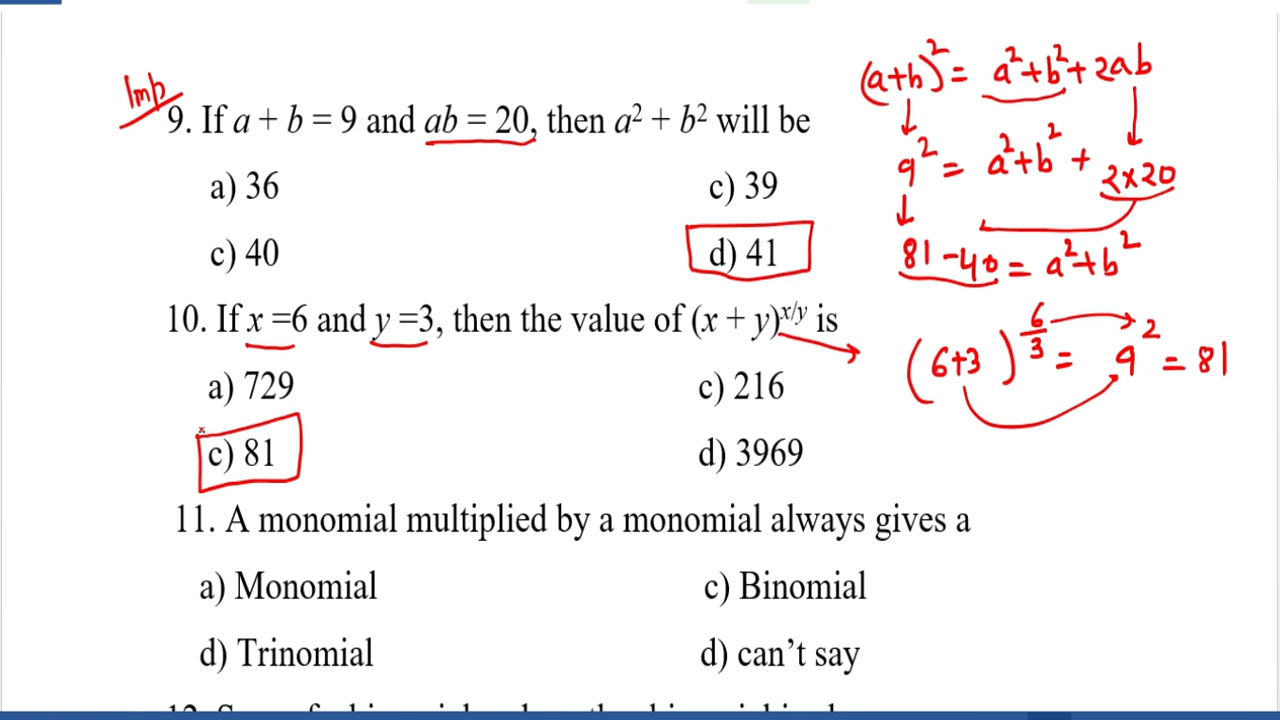 Imp
9. If a + b = 9 and ab = 20, then a² + b² will be
a) 36
c) 39
c) 40
d) 41
(a+b)² = a²+b²+2ab
9² = a²+b²+ 2×20
81-40 = a²+b²
10. If x =6 and y =3, then the value of (x + y)^x/y is
a) 729
c) 216
c) 81
d) 3969
(6+3)^6/3 = 9² = 81
11. A monomial multiplied by a monomial always gives a
a) Monomial
c) Binomial
d) Trinomial
d) can’t say